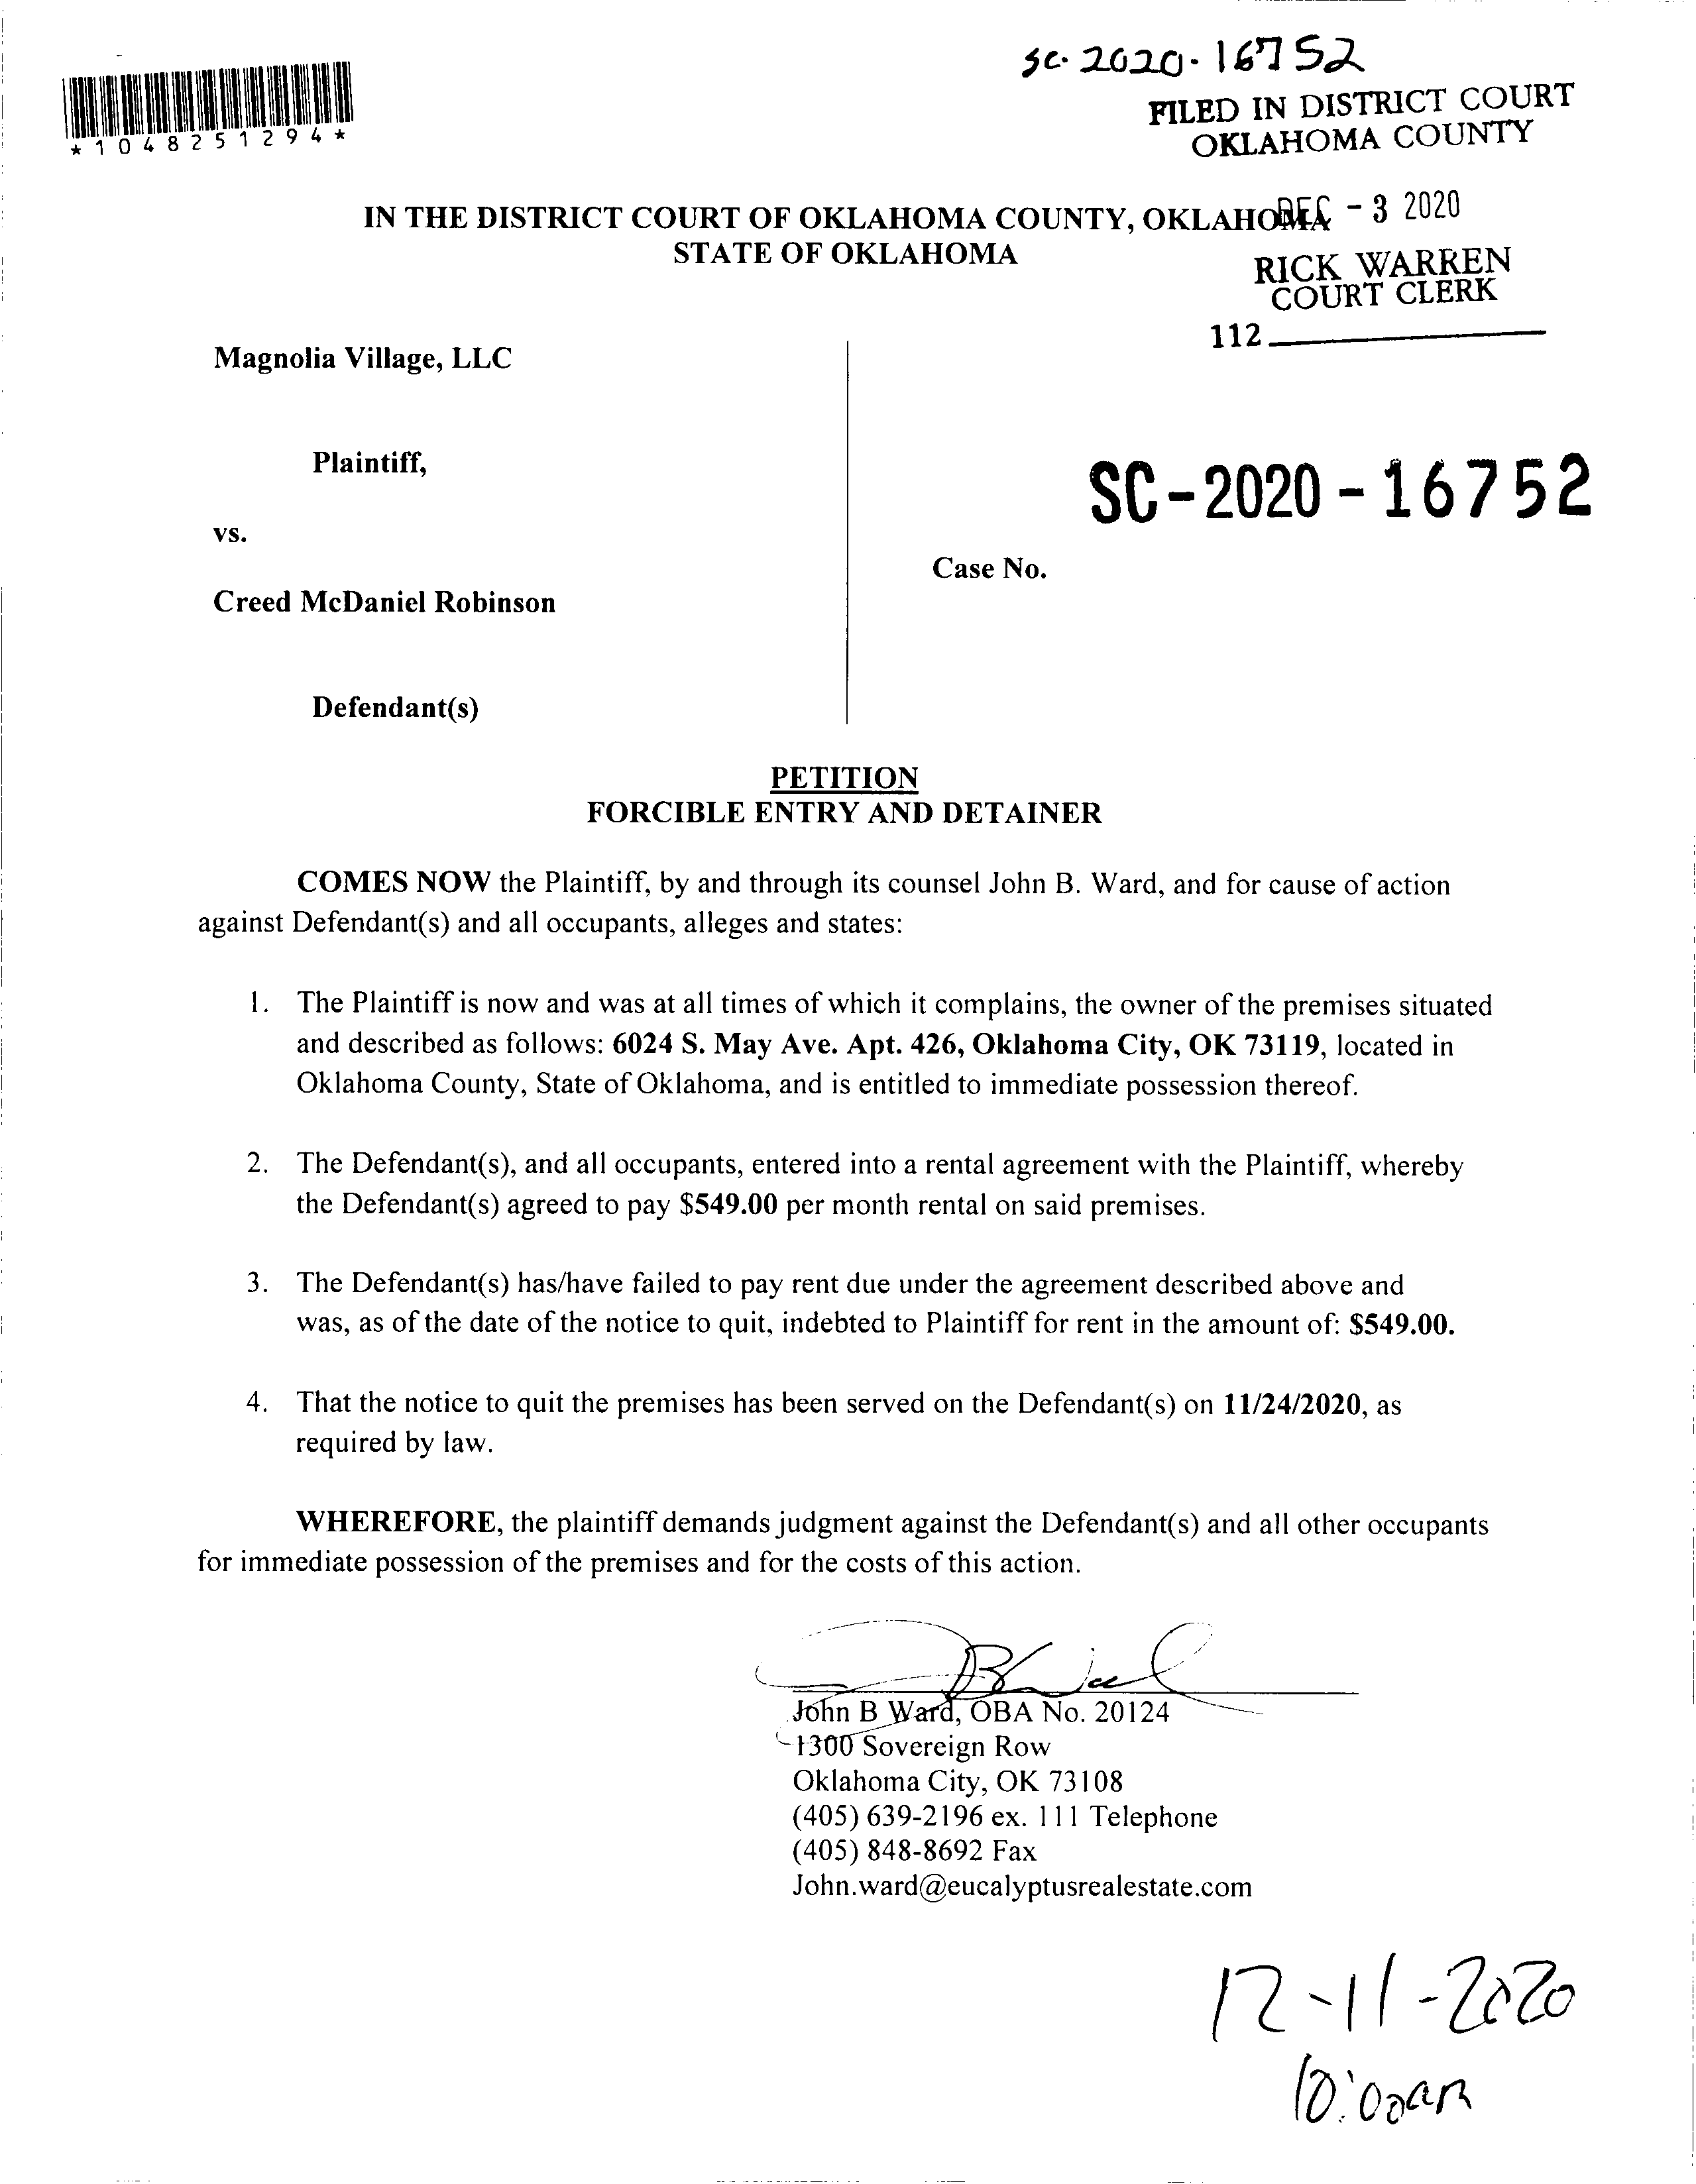 sc. 2020. 16752
*1048251294*
FILED IN DISTRICT COURT
OKLAHOMA COUNTY
DEC - 3 2020
IN THE DISTRICT COURT OF OKLAHOMA COUNTY, OKLAHOMA
STATE OF OKLAHOMA
RICK WARREN
COURT CLERK
112
Magnolia Village, LLC
Plaintiff,
SC-2020-16752
vs.
Case No.
Creed McDaniel Robinson
Defendant(s)
PETITION
FORCIBLE ENTRY AND DETAINER
COMES NOW the Plaintiff, by and through its counsel John B. Ward, and for cause of action
against Defendant(s) and all occupants, alleges and states:
1. The Plaintiff is now and was at all times of which it complains, the owner of the premises situated
and described as follows: 6024 S. May Ave. Apt. 426, Oklahoma City, OK 73119, located in
Oklahoma County, State of Oklahoma, and is entitled to immediate possession thereof.
2. The Defendant(s), and all occupants, entered into a rental agreement with the Plaintiff, whereby
the Defendant(s) agreed to pay $549.00 per month rental on said premises.
3. The Defendant(s) has/have failed to pay rent due under the agreement described above and
was, as of the date of the notice to quit, indebted to Plaintiff for rent in the amount of: $549.00.
4. That the notice to quit the premises has been served on the Defendant(s) on 11/24/2020, as
required by law.
WHEREFORE, the plaintiff demands judgment against the Defendant(s) and all other occupants
for immediate possession of the premises and for the costs of this action.
John B Ward, OBA No. 20124
1300 Sovereign Row
Oklahoma City, OK 73108
(405) 639-2196 ex. 111 Telephone
(405) 848-8692 Fax
John.ward@eucalyptusrealestate.com
12-11-2020
10:00am